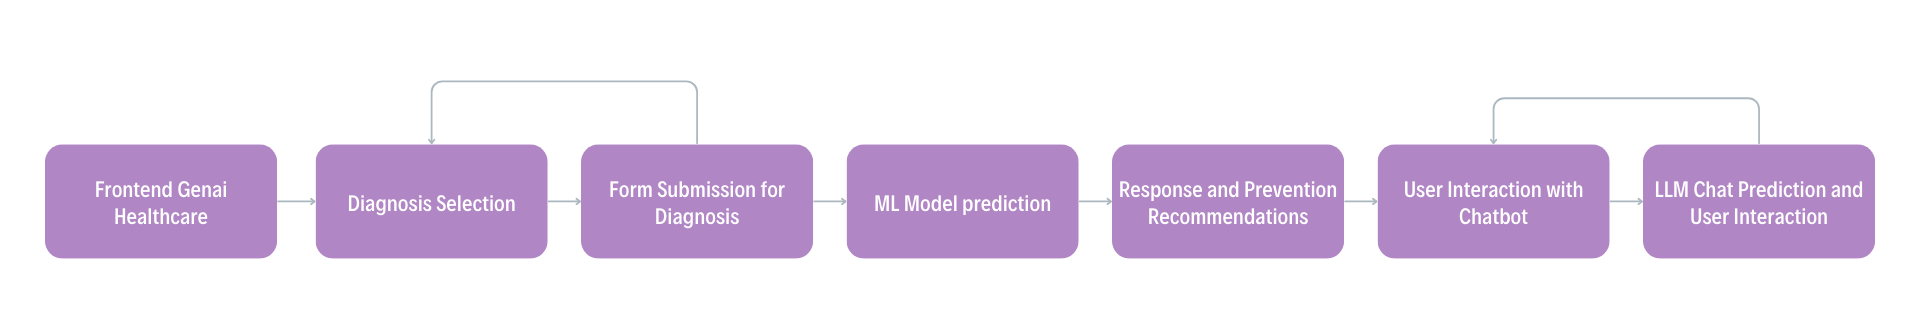 Frontend Genai
Healthcare
Diagnosis Selection
Form Submission for
Diagnosis
ML Model prediction
Response and Prevention
Recommendations
User Interaction with
Chatbot
LLM Chat Prediction and
User Interaction